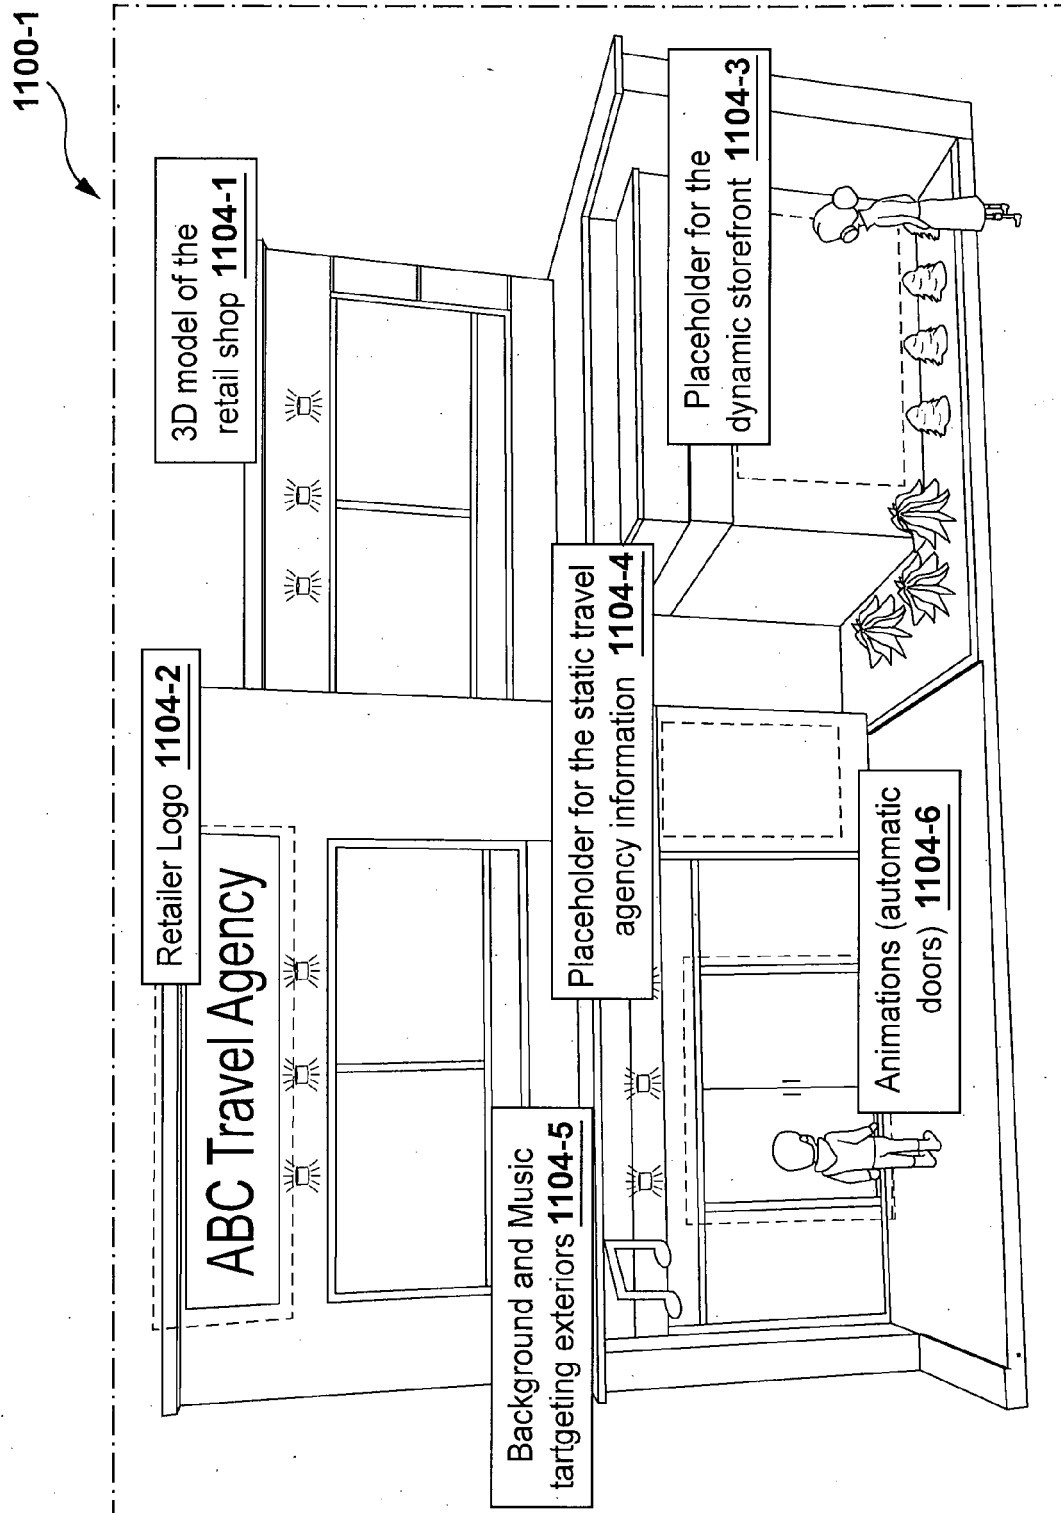 1100-1
3D model of the
retail shop 1104-1
Retailer Logo 1104-2
ABC Travel Agency
Placeholder for the
dynamic storefront 1104-3
Placeholder for the static travel
agency information 1104-4
Background and Music
tartgeting exteriors 1104-5
Animations (automatic
doors) 1104-6